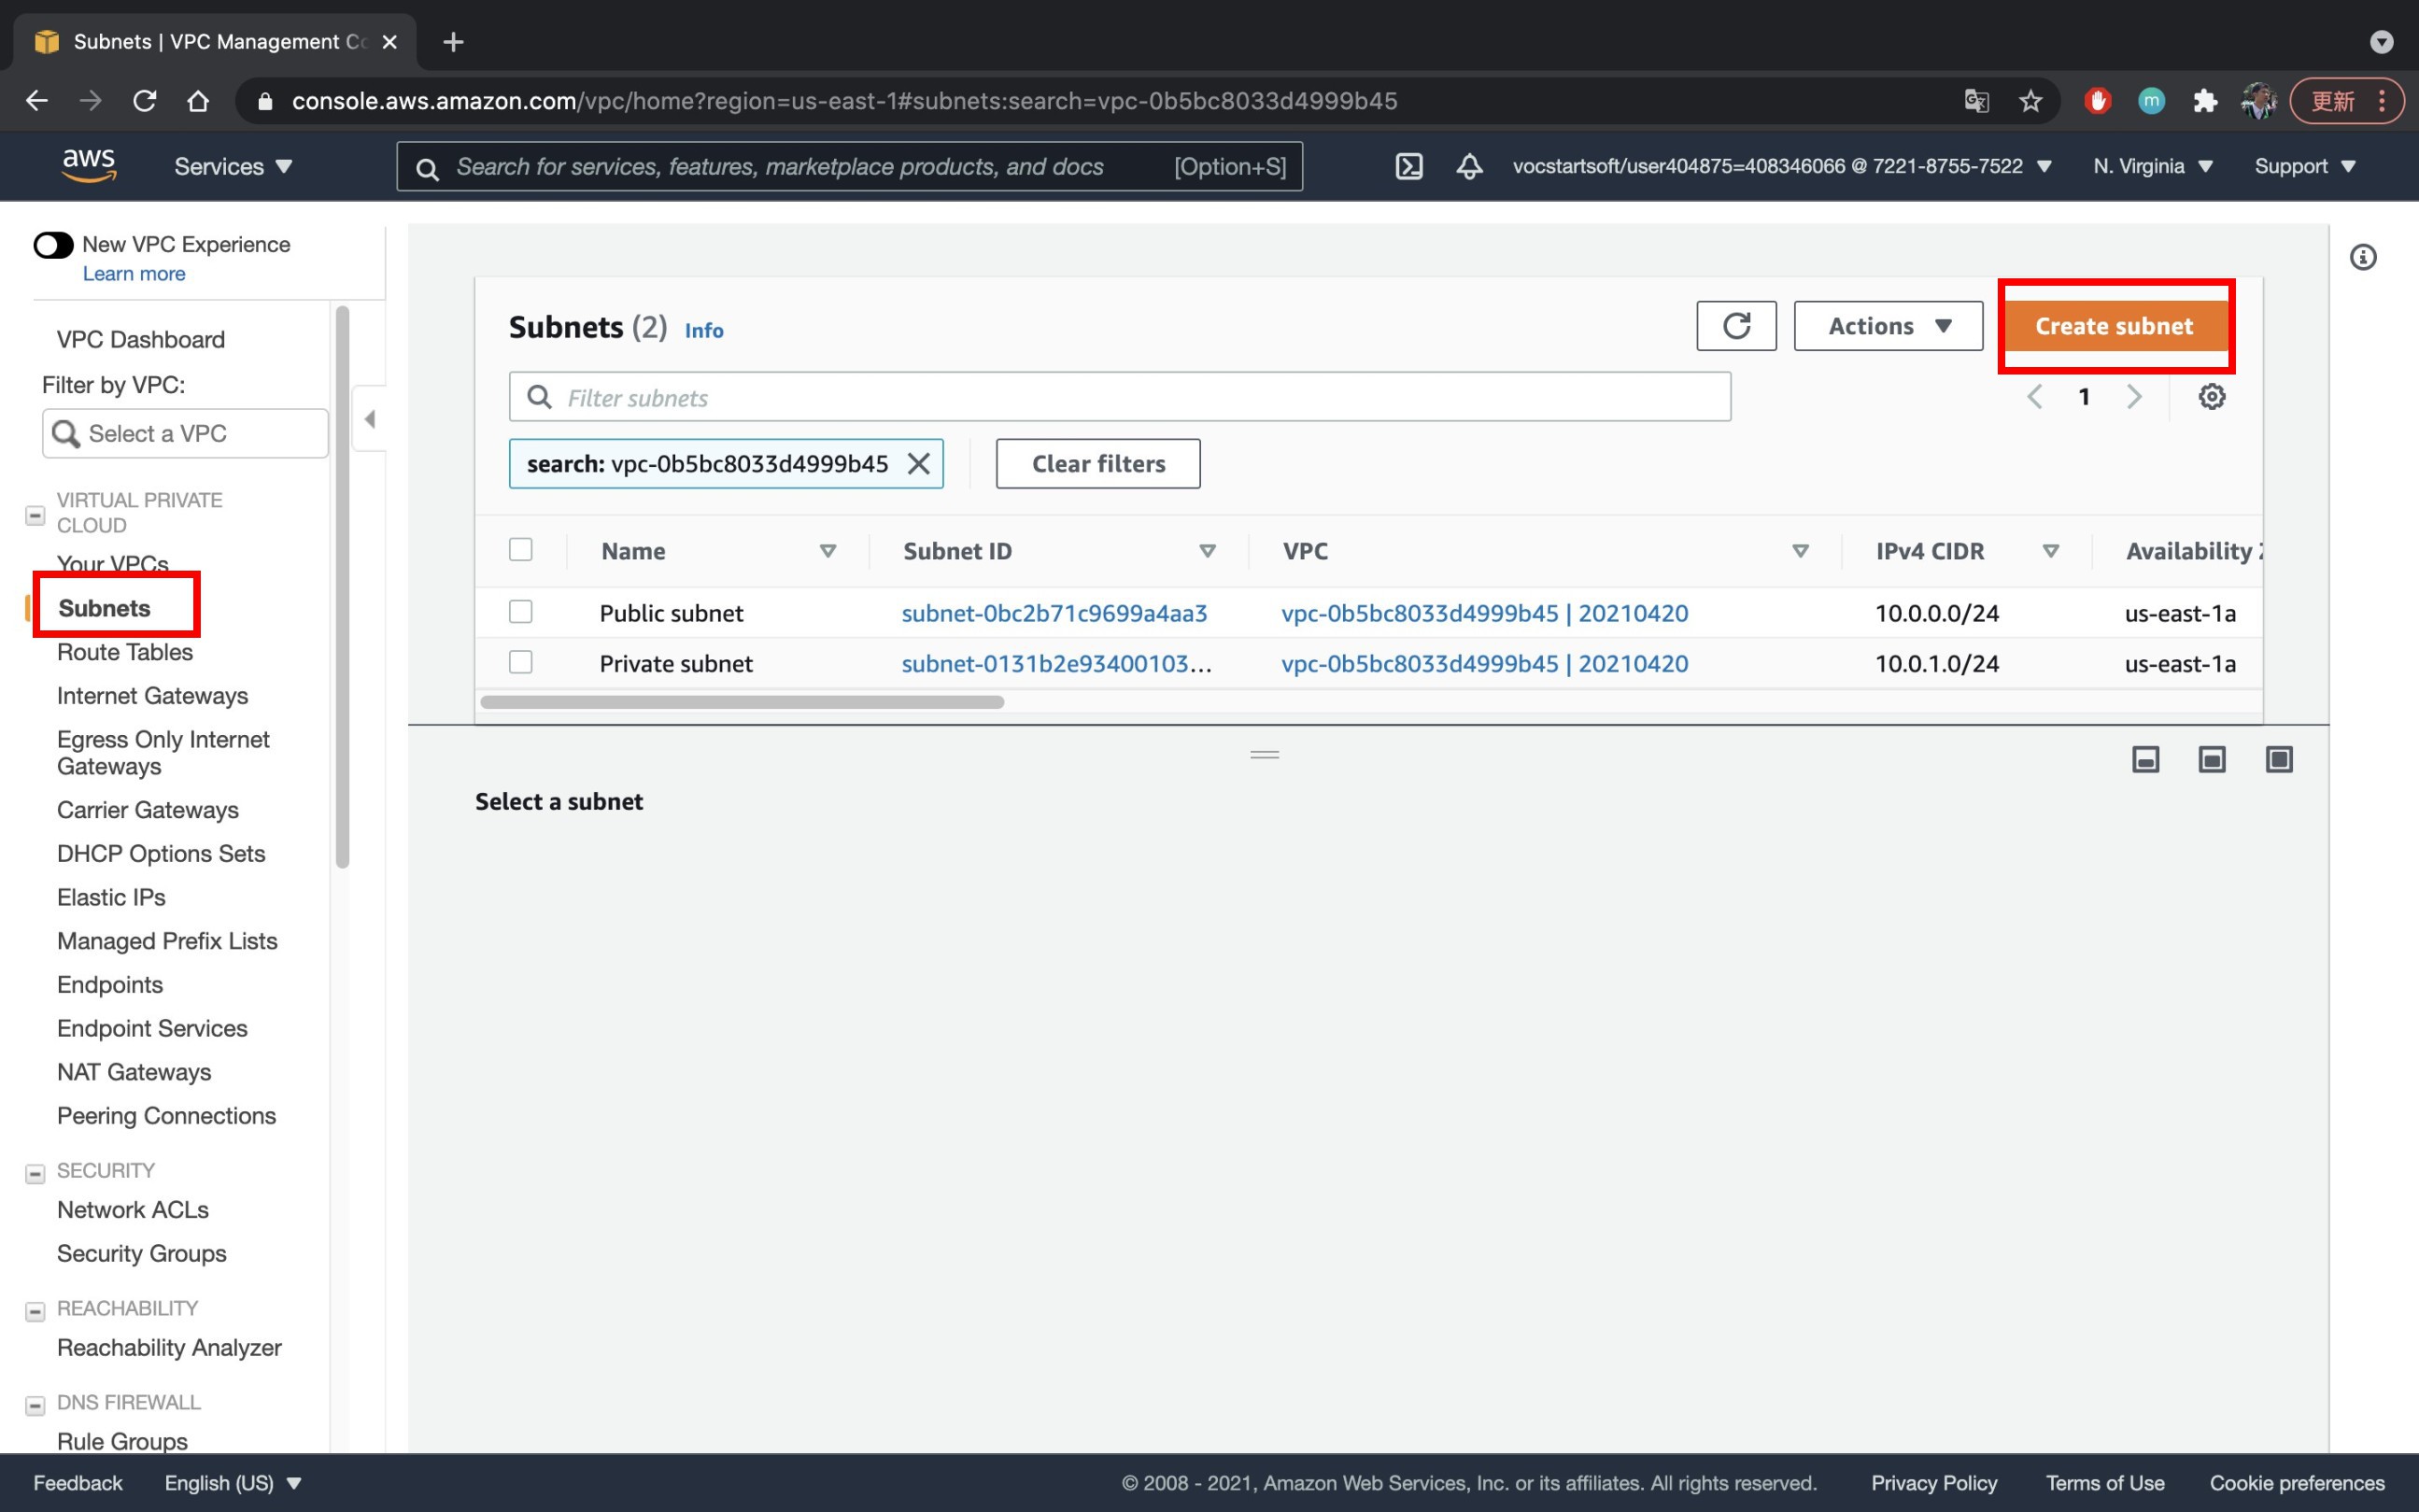 Subnets | VPC Management Co
console.aws.amazon.com/vpc/home?region=us-east-1#subnets:search=vpc-0b5bc8033d4999b45
m
更新
aws
Services
Search for services, features, marketplace products, and docs [Option+S]
vocstartsoft/user404875=408346066 @ 7221-8755-7522
N. Virginia
Support
New VPC Experience
Learn more
VPC Dashboard
Filter by VPC:
Select a VPC
VIRTUAL PRIVATE
CLOUD
Your VPCs
Subnets
Route Tables
Internet Gateways
Egress Only Internet
Gateways
Carrier Gateways
DHCP Options Sets
Elastic IPs
Managed Prefix Lists
Endpoints
Endpoint Services
NAT Gateways
Peering Connections
SECURITY
Network ACLs
Security Groups
REACHABILITY
Reachability Analyzer
DNS FIREWALL
Rule Groups
Subnets (2) Info
Actions
Create subnet
Filter subnets
1
search: vpc-0b5bc8033d4999b45
Clear filters
Name Subnet ID VPC IPv4 CIDR Availability
Public subnet subnet-0bc2b71c9699a4aa3 vpc-0b5bc8033d4999b45 | 20210420 10.0.0.0/24 us-east-1a
Private subnet subnet-0131b2e93400103... vpc-0b5bc8033d4999b45 | 20210420 10.0.1.0/24 us-east-1a
Select a subnet
Feedback
English (US)
© 2008 - 2021, Amazon Web Services, Inc. or its affiliates. All rights reserved.
Privacy Policy
Terms of Use
Cookie preferences